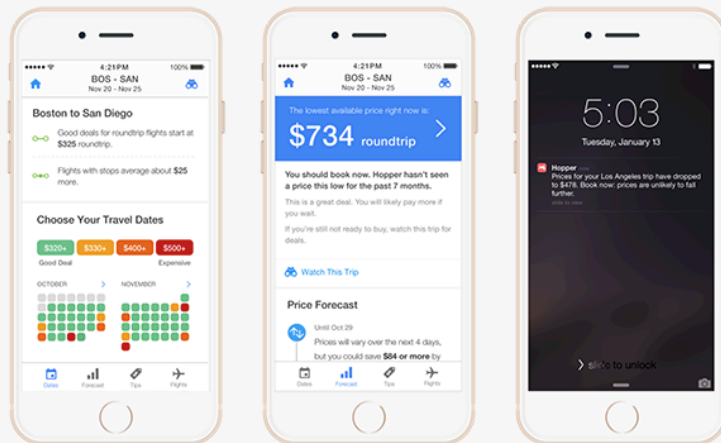 4:21PM
100%
BOS - SAN
Nov 20 - Nov 25
Boston to San Diego
Good deals for roundtrip flights start at
$325 roundtrip.
Flights with stops average about $25
more.
Choose Your Travel Dates
$320+ $330+ $400+ $500+
Good Deal Expensive
OCTOBER NOVEMBER
Dates Forecast Tips Flights
4:21PM
100%
BOS - SAN
Nov 20 - Nov 25
The lowest available price right now is:
$734 roundtrip
You should book now. Hopper hasn't seen
a price this low for the past 7 months.
This is a great deal. You will likely pay more if
you wait.
If you're still not ready to buy, watch this trip for
deals.
Watch This Trip
Price Forecast
Until Oct 29
Prices will vary over the next 4 days,
but you could save $84 or more by
Dates Forecast Tips Flights
5:03
Tuesday, January 13
Hopper now
Prices for your Los Angeles trip have dropped
to $478. Book now: prices are unlikely to fall
further.
slide to view
slide to unlock